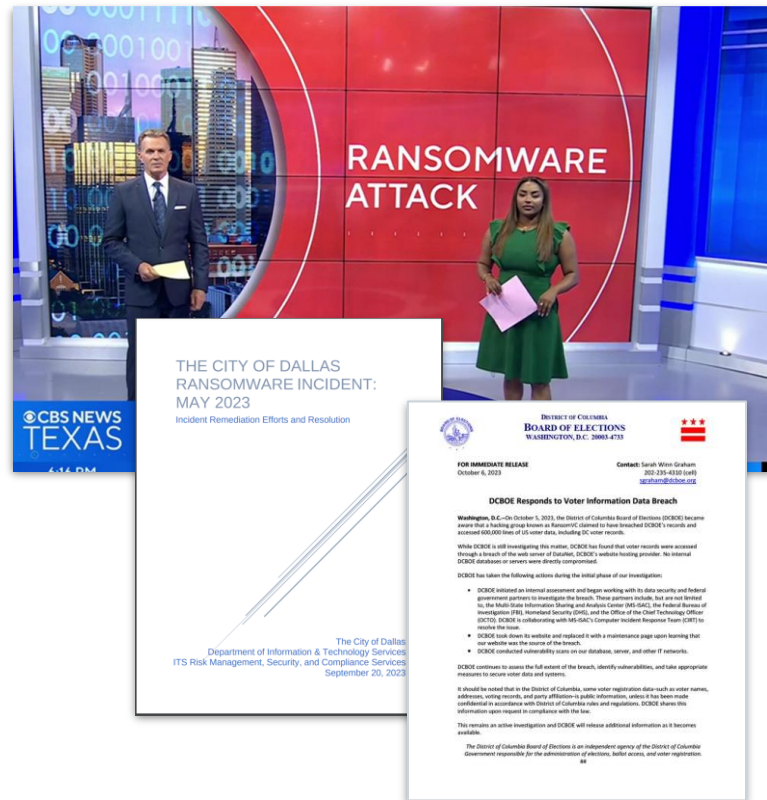 RANSOMWARE
ATTACK
CBS NEWS
TEXAS
6:16 PM
THE CITY OF DALLAS
RANSOMWARE INCIDENT:
MAY 2023
Incident Remediation Efforts and Resolution
The City of Dallas
Department of Information & Technology Services
ITS Risk Management, Security, and Compliance Services
September 20, 2023
DISTRICT OF COLUMBIA
BOARD OF ELECTIONS
WASHINGTON, D.C. 20003-4733
FOR IMMEDIATE RELEASE
October 6, 2023
Contact: Sarah Winn Graham
202-235-4310 (cell)
sgraham@dcboe.org
DCBOE Responds to Voter Information Data Breach
Washington, D.C.—On October 5, 2023, the District of Columbia Board of Elections (DCBOE) became
aware that a hacking group known as RansomVC claimed to have breached DCBOE's records and
accessed 600,000 lines of US voter data, including DC voter records.
While DCBOE is still investigating this matter, DCBOE has found that voter records were accessed
through a breach of the web server of DataNet, DCBOE's website hosting provider. No internal
DCBOE databases or servers were directly compromised.
DCBOE has taken the following actions during the initial phase of our investigation:
• DCBOE initiated an internal assessment and began working with its data security and federal
government partners to investigate the breach. These partners include, but are not limited
to, the Multi-State Information Sharing and Analysis Center (MS-ISAC), the Federal Bureau of
Investigation (FBI), Homeland Security (DHS), and the Office of the Chief Technology Officer
(OCTO). DCBOE is collaborating with MS-ISAC's Computer Incident Response Team (CIRT) to
resolve the issue.
• DCBOE took down its website and replaced it with a maintenance page upon learning that
our website was the source of the breach.
• DCBOE conducted vulnerability scans on our database, server, and other IT networks.
DCBOE continues to assess the full extent of the breach, identify vulnerabilities, and take appropriate
measures to secure voter data and systems.
It should be noted that in the District of Columbia, some voter registration data–such as voter names,
addresses, voting records, and party affiliation–is public information, unless it has been made
confidential in accordance with District of Columbia rules and regulations. DCBOE shares this
information upon request in compliance with the law.
This remains an active investigation and DCBOE will release additional information as it becomes
available.
The District of Columbia Board of Elections is an independent agency of the District of Columbia
Government responsible for the administration of elections, ballot access, and voter registration.
##